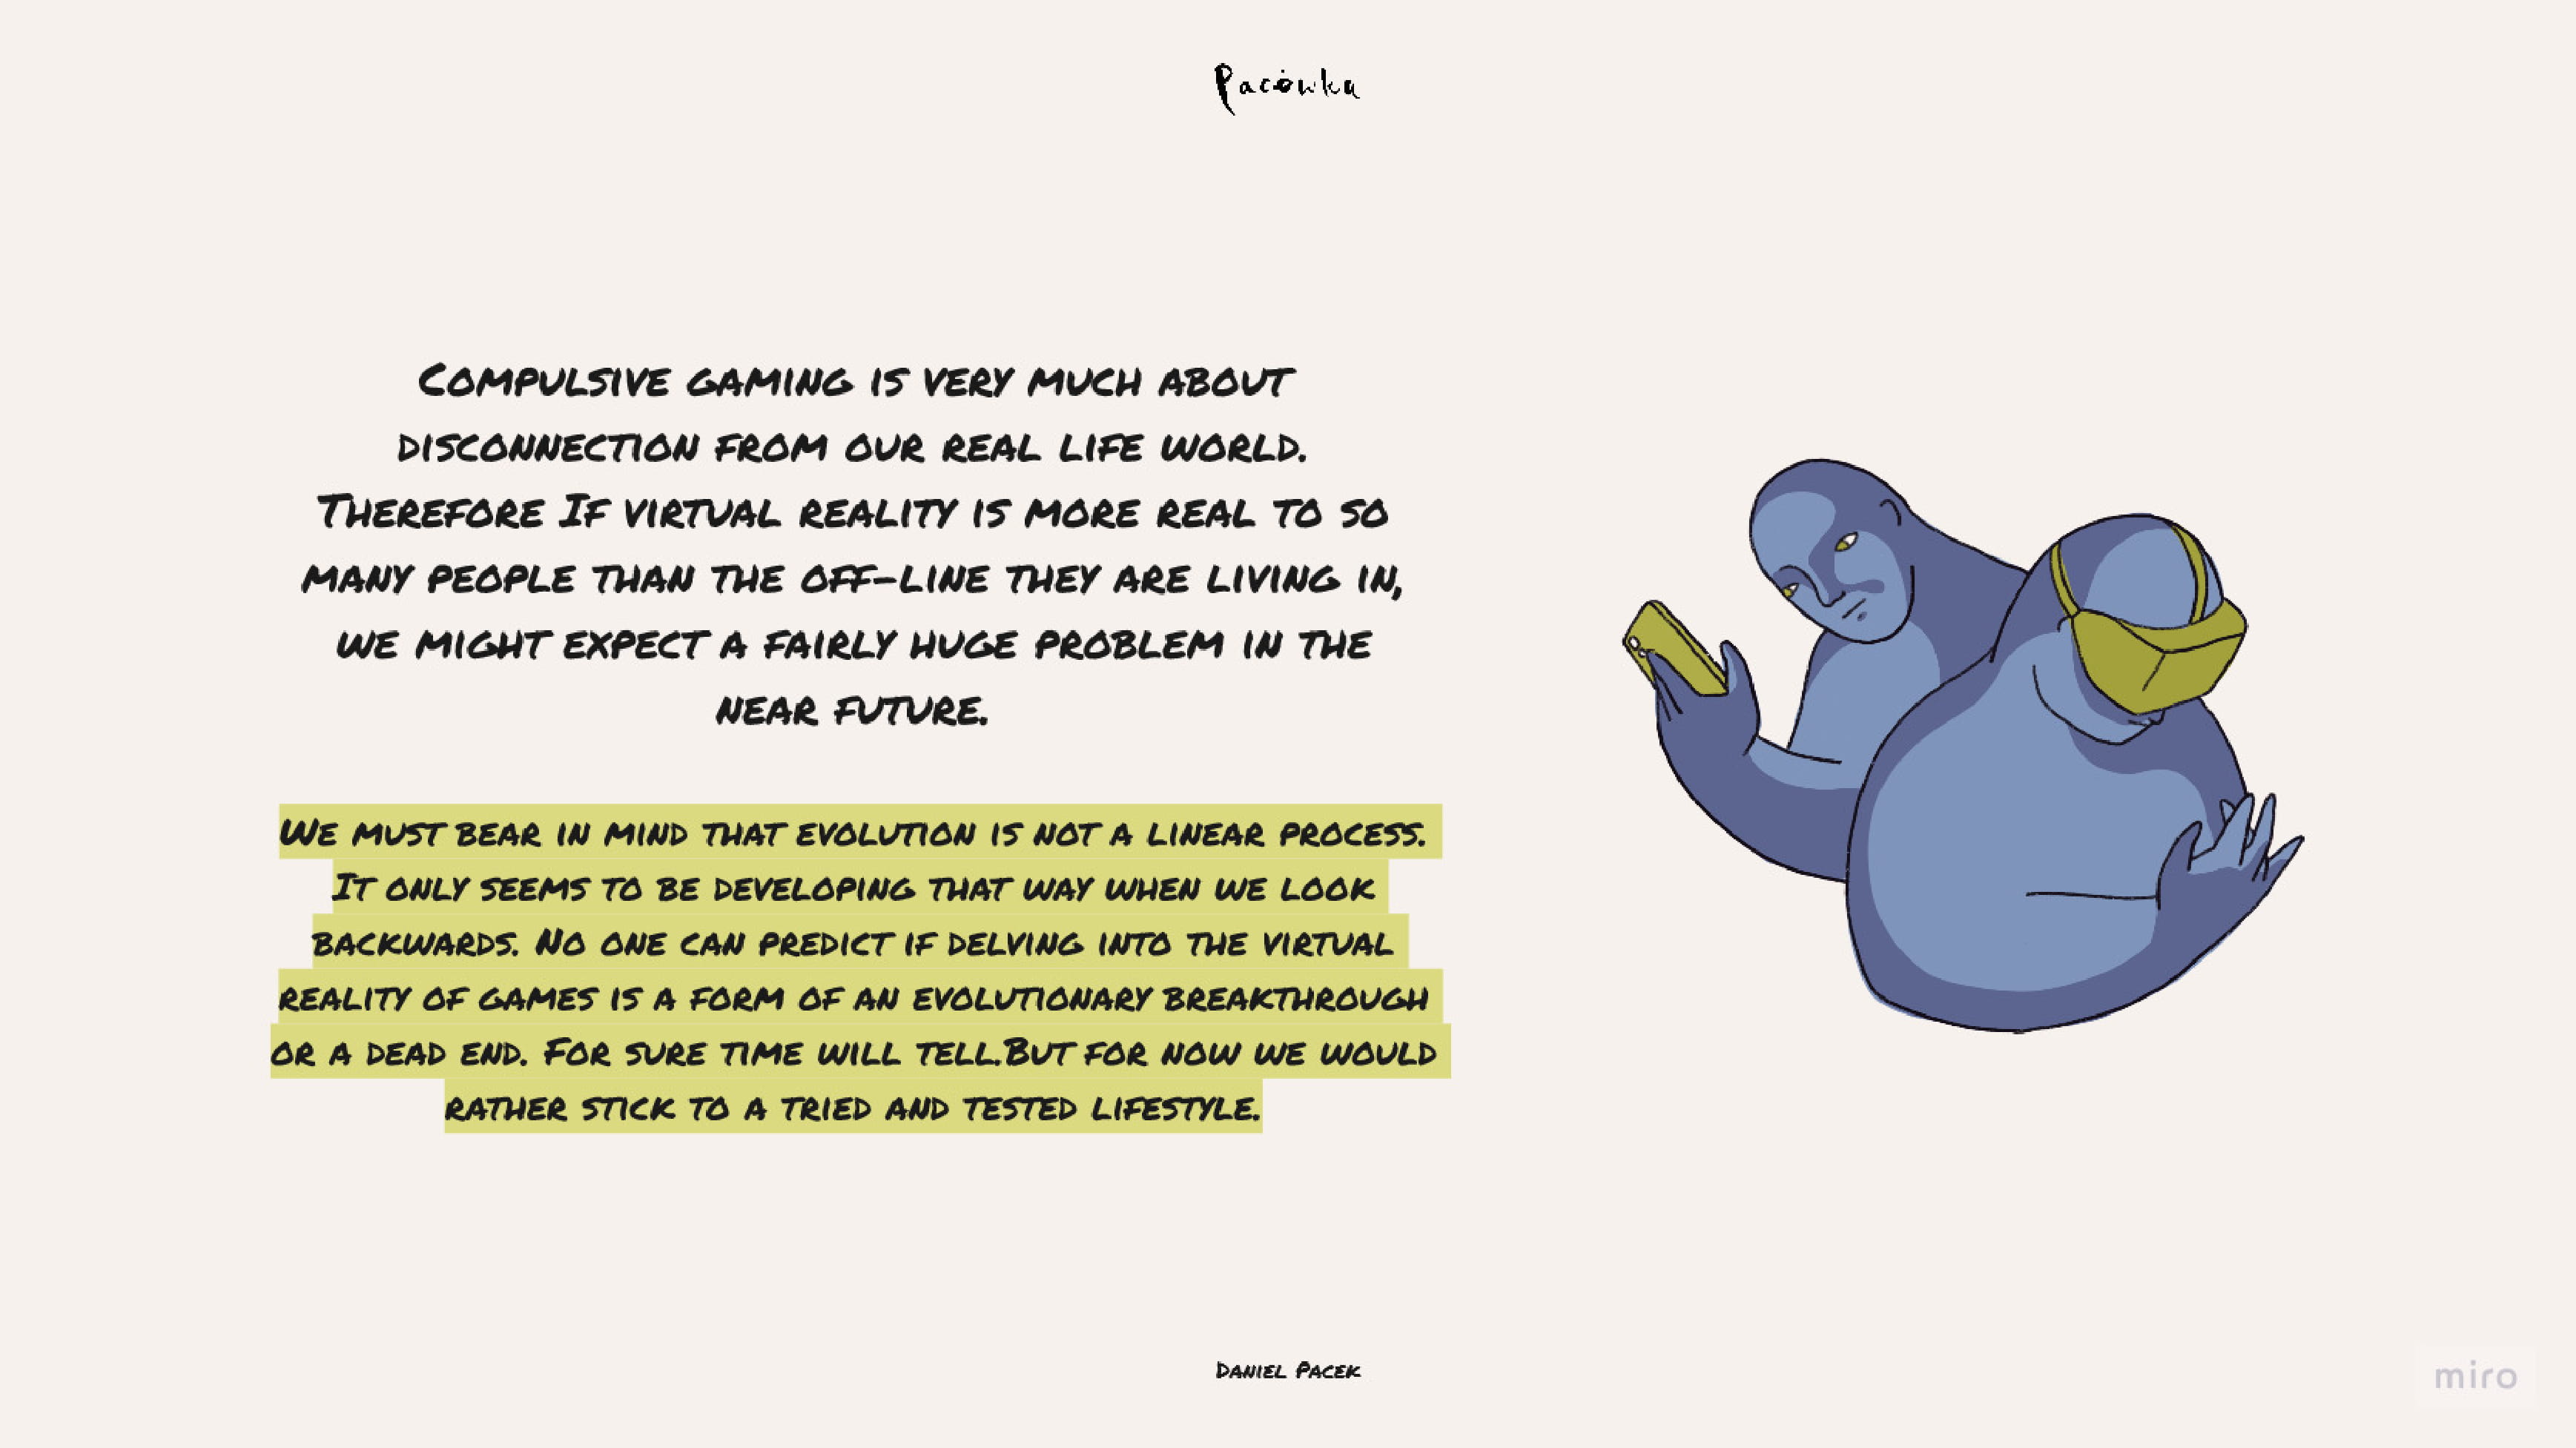 Pacówka
Compulsive gaming is very much about
disconnection from our real life world.
Therefore If virtual reality is more real to so
many people than the off-line they are living in,
we might expect a fairly huge problem in the
near future.
We must bear in mind that evolution is not a linear process.
It only seems to be developing that way when we look
backwards. No one can predict if delving into the virtual
reality of games is a form of an evolutionary breakthrough
or a dead end. For sure time will tell.But for now we would
rather stick to a tried and tested lifestyle.
Daniel Pacek
miro